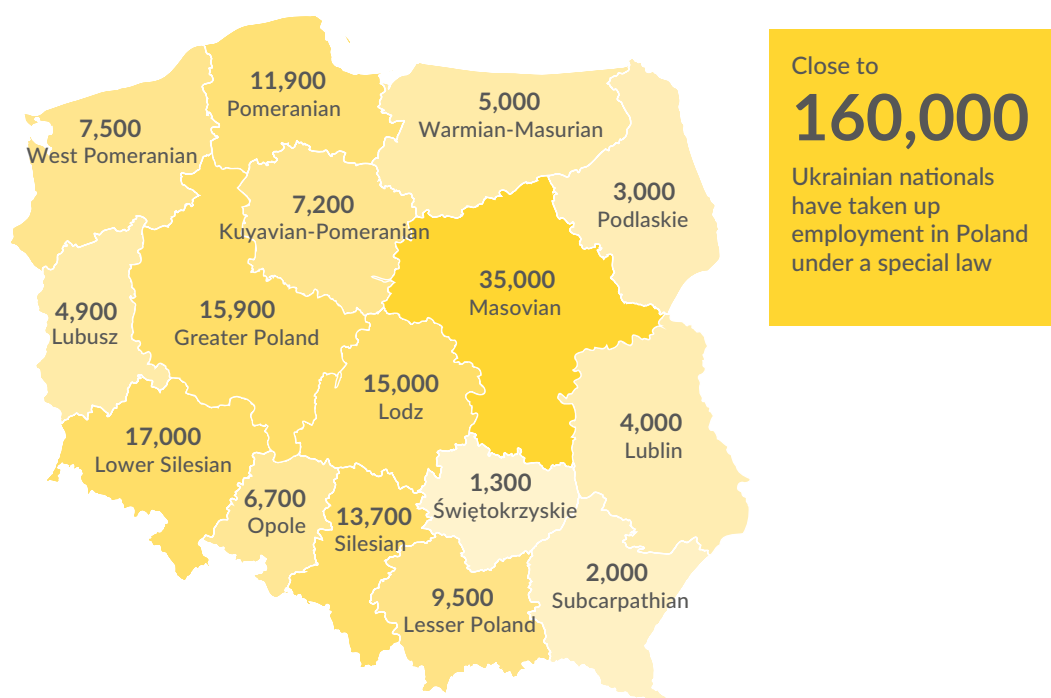 11,900
Pomeranian
5,000
Warmian-Masurian
7,500
West Pomeranian
3,000
Podlaskie
7,200
Kuyavian-Pomeranian
35,000
Masovian
4,900
Lubusz
15,900
Greater Poland
15,000
Lodz
4,000
Lublin
17,000
Lower Silesian
1,300
Świętokrzyskie
6,700
Opole
13,700
Silesian
2,000
Subcarpathian
9,500
Lesser Poland
Close to
160,000
Ukrainian nationals
have taken up
employment in Poland
under a special law